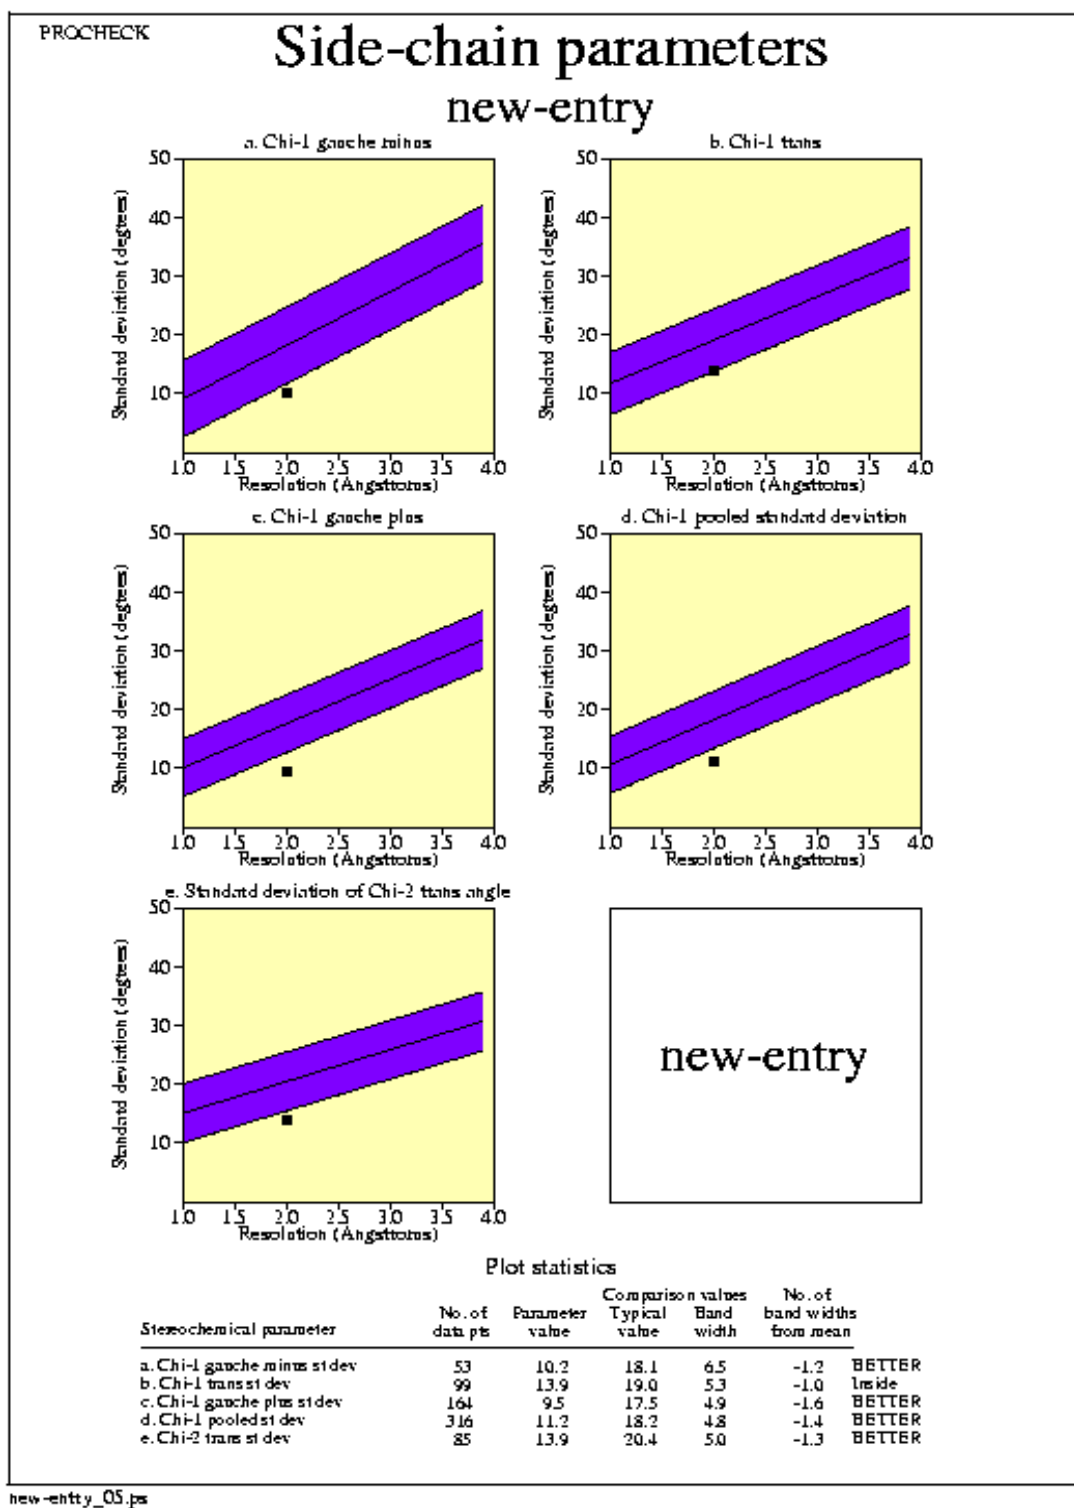 PROCHECK
Side-chain parameters
new-entry
a. Chi-1 gauche minus
b. Chi-1 trans
50
40
30
20
10
Standard deviation (degrees)
1.0 1.5 2.0 2.5 3.0 3.5 4.0
Resolution (Angstroms)
50
40
30
20
10
Standard deviation (degrees)
1.0 1.5 2.0 2.5 3.0 3.5 4.0
Resolution (Angstroms)
c. Chi-1 gauche plus
d. Chi-1 pooled standard deviation
50
40
30
20
10
Standard deviation (degrees)
1.0 1.5 2.0 2.5 3.0 3.5 4.0
Resolution (Angstroms)
50
40
30
20
10
Standard deviation (degrees)
1.0 1.5 2.0 2.5 3.0 3.5 4.0
Resolution (Angstroms)
e. Standard deviation of Chi-2 trans angle
50
40
30
20
10
Standard deviation (degrees)
1.0 1.5 2.0 2.5 3.0 3.5 4.0
Resolution (Angstroms)
new-entry
Plot statistics
Comparison values No. of
No. of Parameter Typical Band band widths
Stereochemical parameter data pts value value width from mean
a. Chi-1 gauche minus st dev 53 10.2 18.1 6.5 -1.2 BETTER
b. Chi-1 trans st dev 99 13.9 19.0 5.3 -1.0 Inside
c. Chi-1 gauche plus st dev 164 9.5 17.5 4.9 -1.6 BETTER
d. Chi-1 pooled st dev 316 11.2 18.2 4.8 -1.4 BETTER
e. Chi-2 trans st dev 85 13.9 20.4 5.0 -1.3 BETTER
new-entry_05.ps